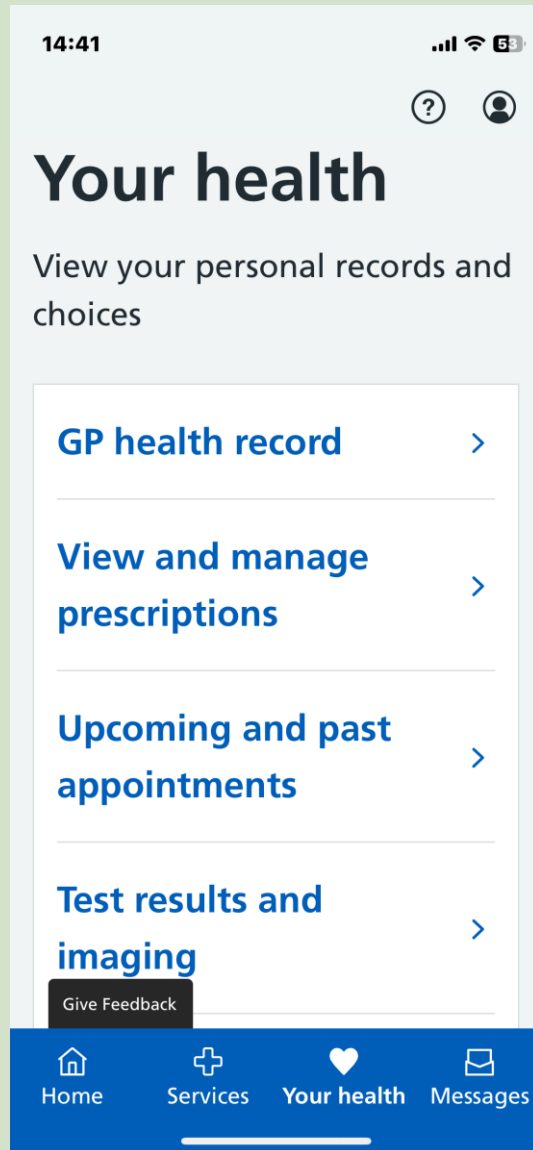 14:41
53
?
Your health
View your personal records and
choices
GP health record
View and manage
prescriptions
Upcoming and past
appointments
Test results and
imaging
Give Feedback
Home Services Your health Messages